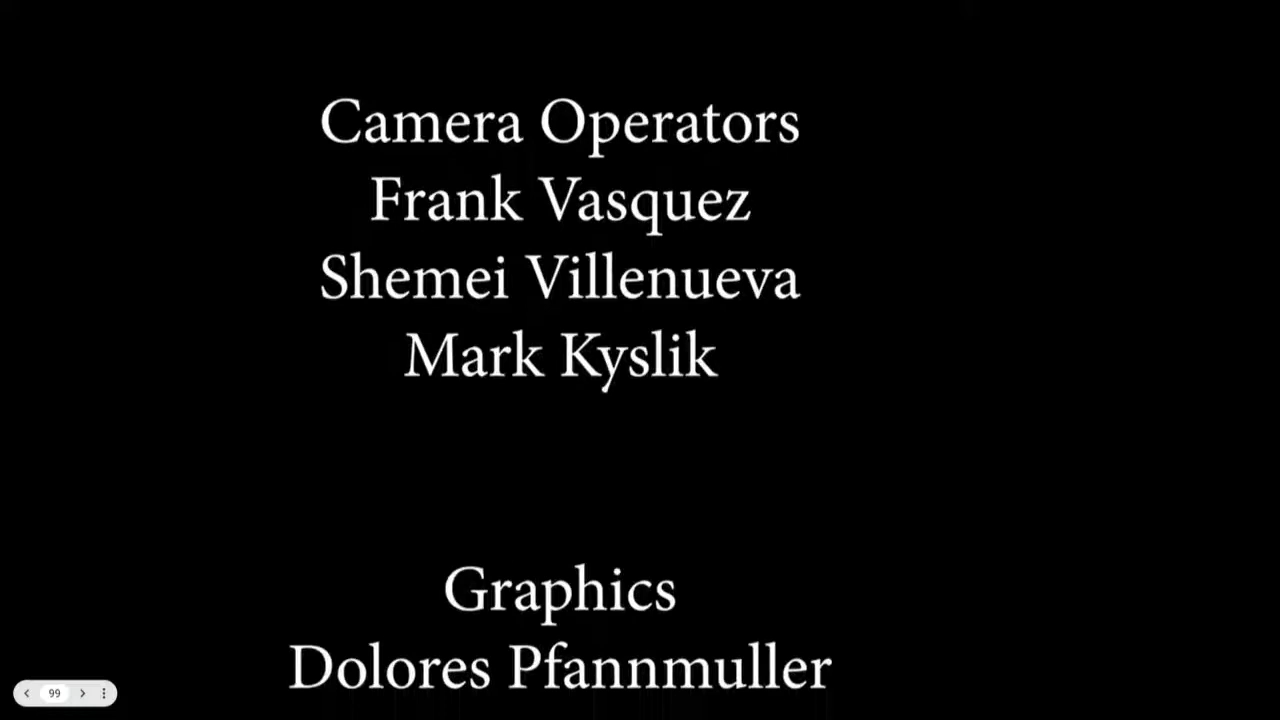 Camera Operators
Frank Vasquez
Shemei Villenueva
Mark Kyslik
Graphics
Dolores Pfannmuller
99